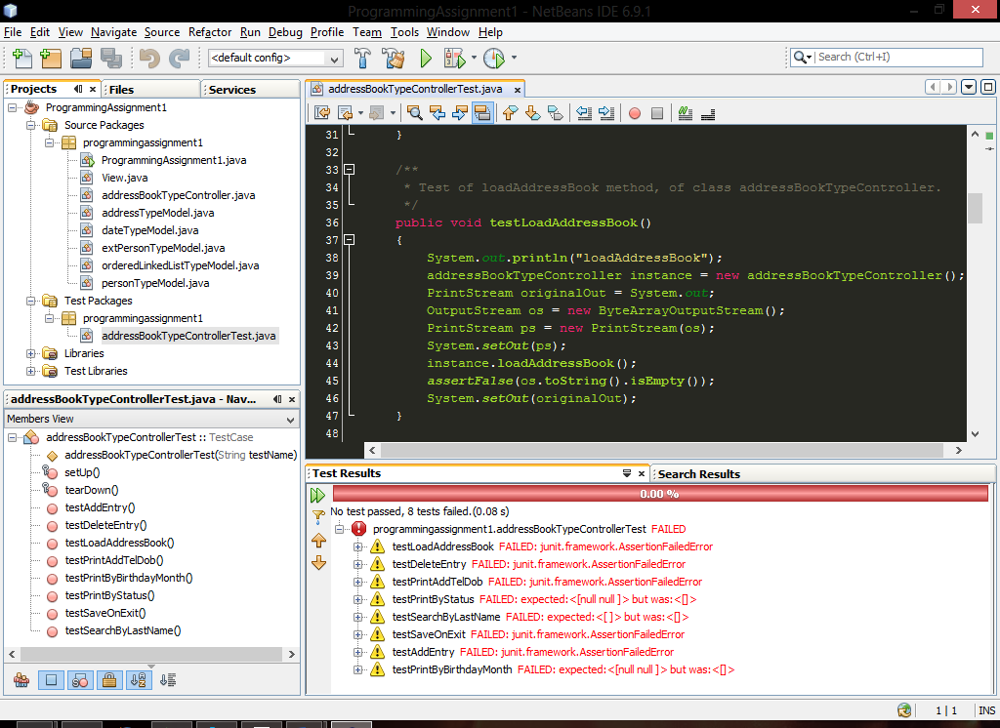 ProgrammingAssignment1 - NetBeans IDE 6.9.1
File Edit View Navigate Source Refactor Run Debug Profile Team Tools Window Help
<default config>
Search (Ctrl+I)
Projects
Files
Services
ProgrammingAssignment1
Source Packages
programmingassignment1
ProgrammingAssignment1.java
View.java
addressBookTypeController.java
addressTypeModel.java
dateTypeModel.java
extPersonTypeModel.java
orderedLinkedListTypeModel.java
personTypeModel.java
Test Packages
programmingassignment1
addressBookTypeControllerTest.java
Libraries
Test Libraries
addressBookTypeControllerTest.java - Nav...
Members View
addressBookTypeControllerTest :: TestCase
addressBookTypeControllerTest(String testName)
setUp()
tearDown()
testAddEntry()
testDeleteEntry()
testLoadAddressBook()
testPrintAddTelDob()
testPrintByBirthdayMonth()
testPrintByStatus()
testSaveOnExit()
testSearchByLastName()
addressBookTypeControllerTest.java
31 }
32
33 /**
34 * Test of loadAddressBook method, of class addressBookTypeController.
35 */
36 public void testLoadAddressBook()
37 {
38 System.out.println("loadAddressBook");
39 addressBookTypeController instance = new addressBookTypeController();
40 PrintStream originalOut = System.out;
41 OutputStream os = new ByteArrayOutputStream();
42 PrintStream ps = new PrintStream(os);
43 System.setOut(ps);
44 instance.loadAddressBook();
45 assertFalse(os.toString().isEmpty());
46 System.setOut(originalOut);
47 }
48
Test Results
Search Results
0.00 %
No test passed, 8 tests failed.(0.08 s)
programmingassignment1.addressBookTypeControllerTest FAILED
testLoadAddressBook FAILED: junit.framework.AssertionFailedError
testDeleteEntry FAILED: junit.framework.AssertionFailedError
testPrintAddTelDob FAILED: junit.framework.AssertionFailedError
testPrintByStatus FAILED: expected:<[null null ]> but was:<[]>
testSearchByLastName FAILED: expected:<[ ]> but was:<[]>
testSaveOnExit FAILED: junit.framework.AssertionFailedError
testAddEntry FAILED: junit.framework.AssertionFailedError
testPrintByBirthdayMonth FAILED: expected:<[null null ]> but was:<[]>
1 | 1 INS